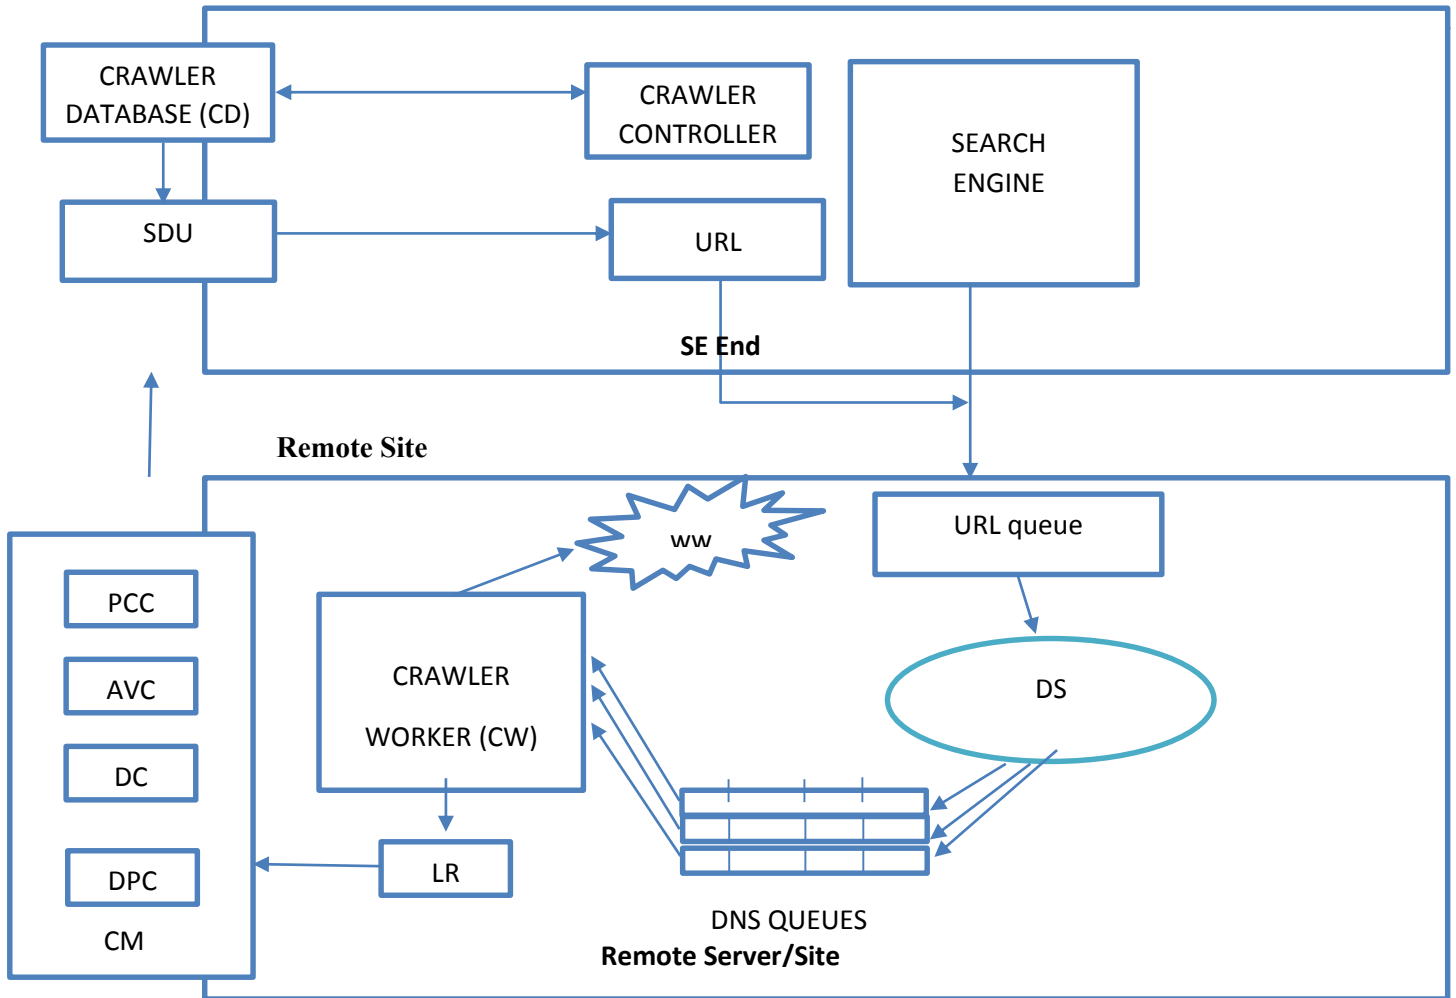 CRAWLER
DATABASE (CD)
CRAWLER
CONTROLLER
SEARCH
ENGINE
SDU
URL
SE End
Remote Site
URL queue
ww
PCC
AVC
DC
DPC
CM
CRAWLER
WORKER (CW)
DS
LR
DNS QUEUES
Remote Server/Site